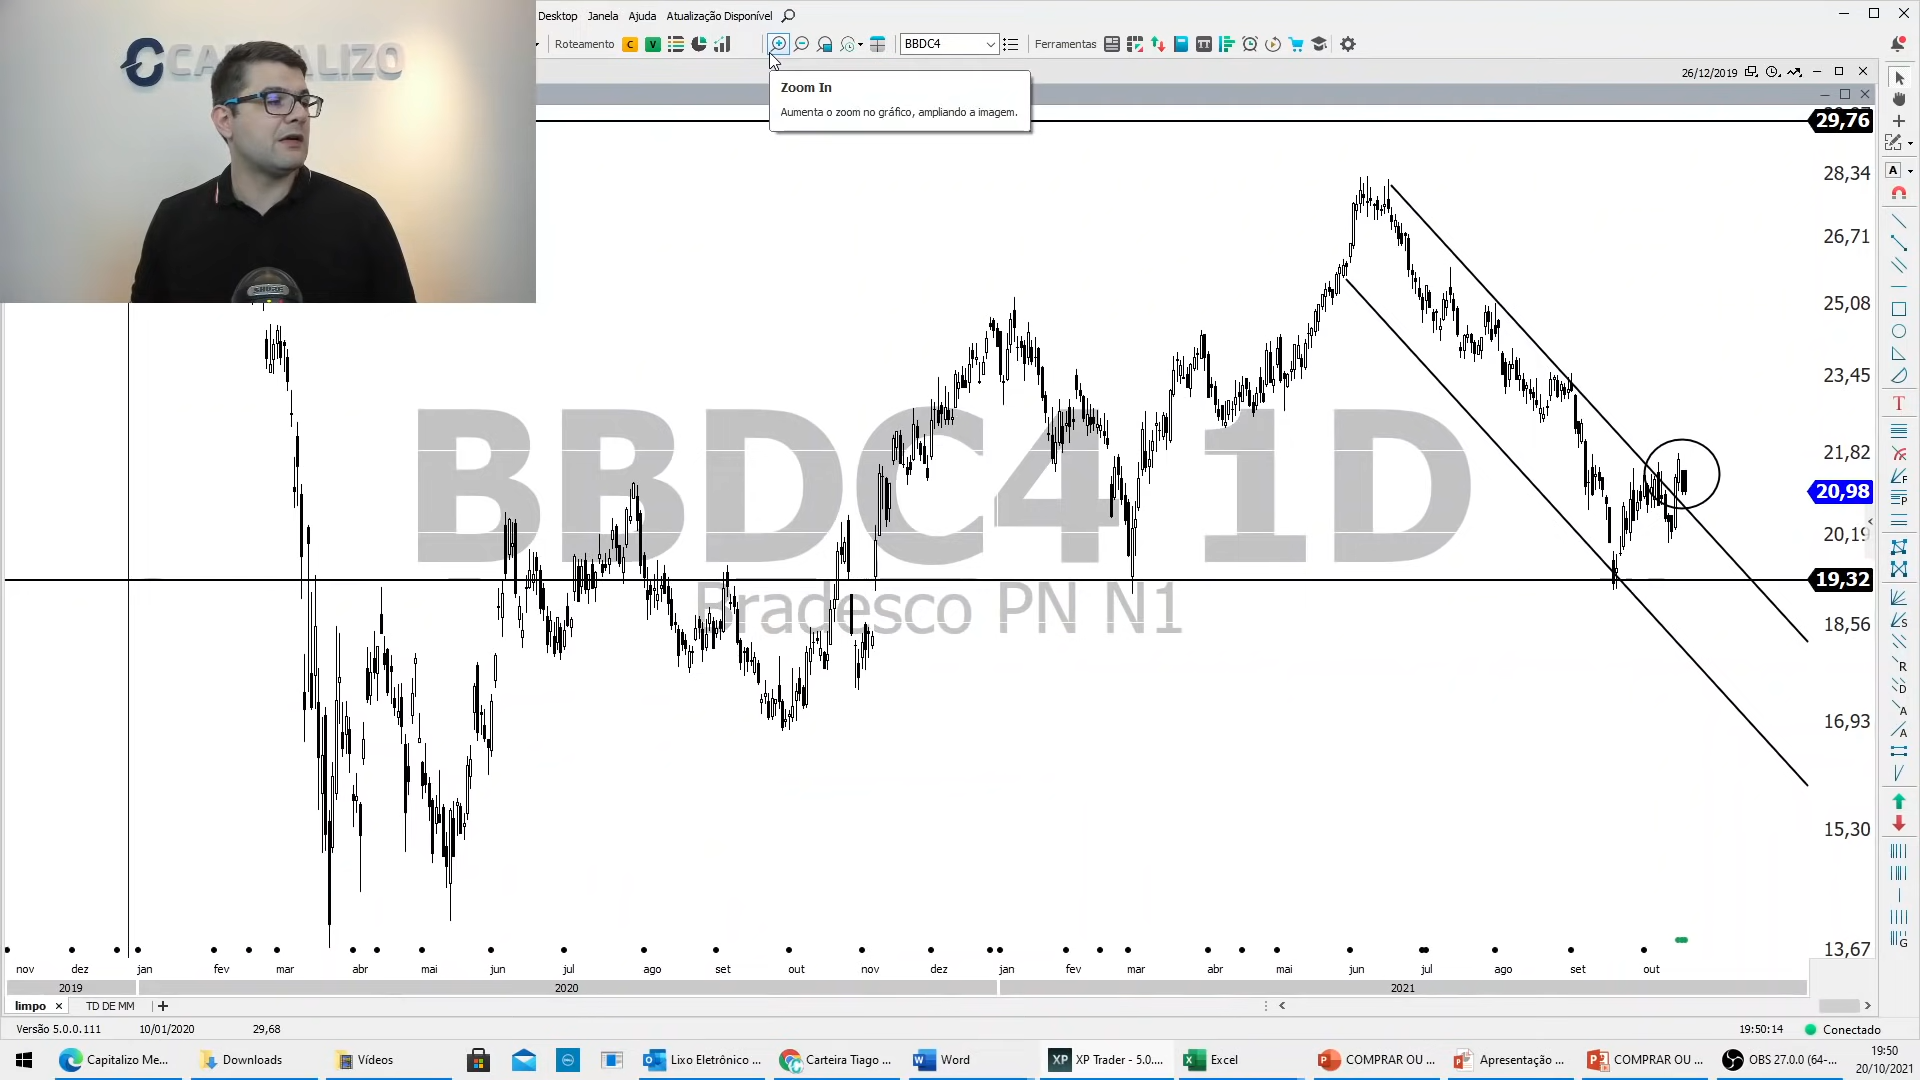 CAPITALIZO
Desktop Janela Ajuda Atualização Disponível
Roteamento C V BBDC4 Ferramentas
26/12/2019
Zoom In
Aumenta o zoom no gráfico, ampliando a imagem.
29,76
28,34
26,71
25,08
23,45
21,82
20,98
20,19
19,32
18,56
16,93
15,30
13,67
BBDC4 1D
Bradesco PN N1
SHURE
nov dez jan fev mar abr mai jun jul ago set out nov dez jan fev mar abr mai jun jul ago set out
2019 2020 2021
limpo TD DE MM
Versão 5.0.0.111 10/01/2020 29,68 19:50:14 Conectado
Capitalizo Me... Downloads Vídeos Lixo Eletrônico ... Carteira Tiago ... Word XP Trader - 5.0.... Excel COMPRAR OU ... Apresentação ... COMPRAR OU ... OBS 27.0.0 (64-...
19:50
20/10/2021